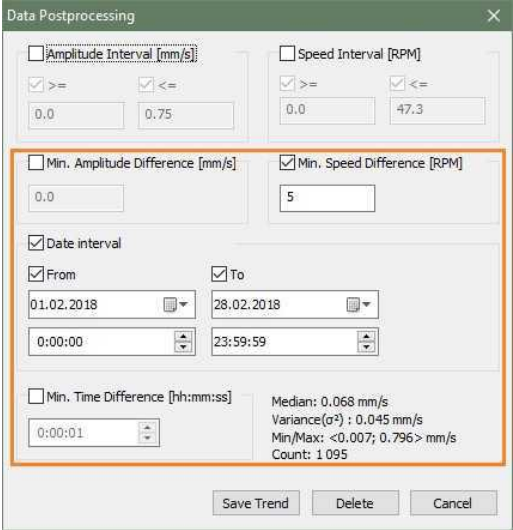 Data Postprocessing
Amplitude Interval [mm/s] Speed Interval [RPM]
>= <= >= <=
0.0 0.75 0.0 47.3
Min. Amplitude Difference [mm/s] Min. Speed Difference [RPM]
0.0 5
Date interval
From To
01.02.2018 28.02.2018
0:00:00 23:59:59
Min. Time Difference [hh:mm:ss]
0:00:01
Median: 0.068 mm/s
Variance(σ²) : 0.045 mm/s
Min/Max: <0.007; 0.796> mm/s
Count: 1 095
Save Trend Delete Cancel